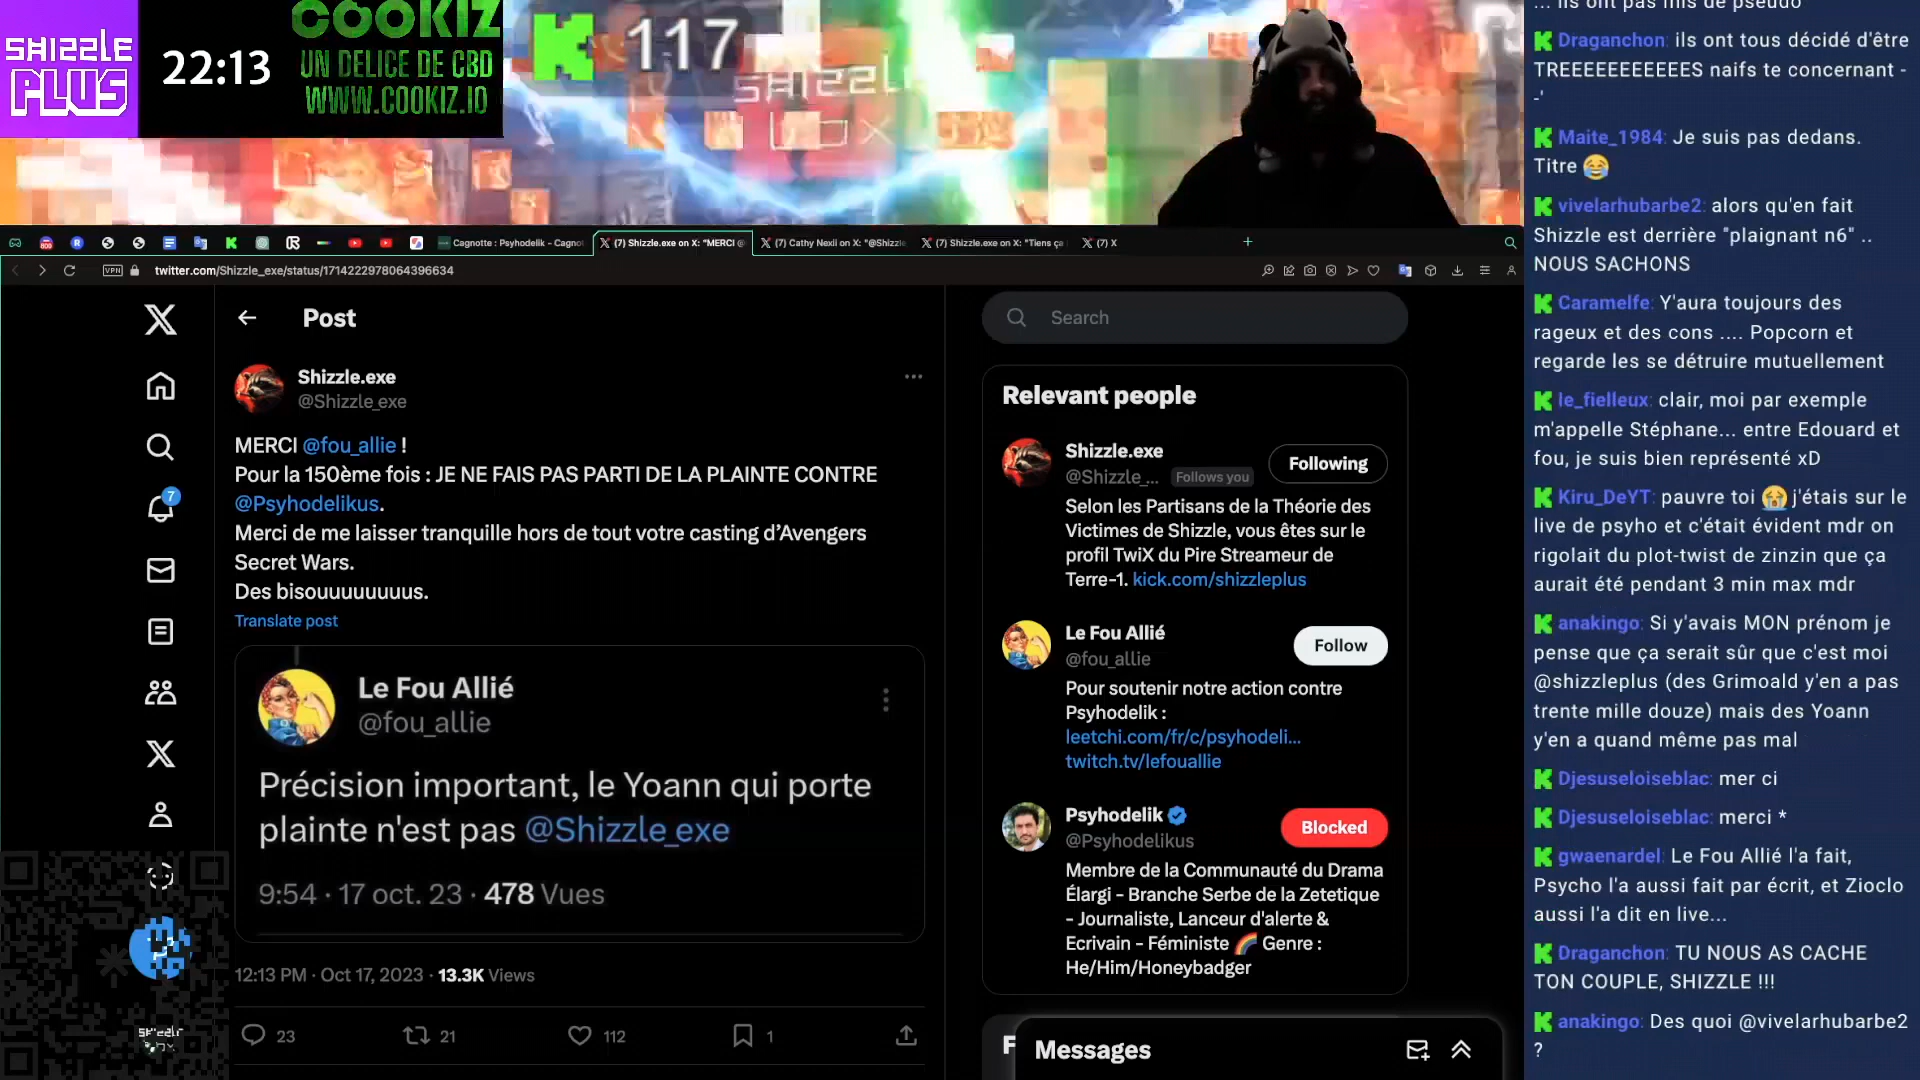 SHIZZLE
PLUS
22:13
COOKIZ
UN DELICE DE CBD
WWW.COOKIZ.IO
117
... ils ont pas mis de pseudo
Draganchon: ils ont tous décidé d'être
TREEEEEEEEEEES naifs te concernant -
-'
Maite_1984: Je suis pas dedans.
Titre 😂
vivelarhubarbe2: alors qu'en fait
Shizzle est derrière "plaignant n6" ..
NOUS SACHONS
Caramelfe: Y'aura toujours des
rageux et des cons .... Popcorn et
regarde les se détruire mutuellement
le_fielleux: clair, moi par exemple
m'appelle Stéphane... entre Edouard et
fou, je suis bien représenté xD
Kiru_DeYT: pauvre toi 😭 j'étais sur le
live de psyho et c'était évident mdr on
rigolait du plot-twist de zinzin que ça
aurait été pendant 3 min max mdr
anakingo: Si y'avais MON prénom je
pense que ça serait sûr que c'est moi
@shizzleplus (des Grimoald y'en a pas
trente mille douze) mais des Yoann
y'en a quand même pas mal
Djesuseloiseblac: mer ci
Djesuseloiseblac: merci *
gwaenardel: Le Fou Allié l'a fait,
Psycho l'a aussi fait par écrit, et Zioclo
aussi l'a dit en live...
Draganchon: TU NOUS AS CACHE
TON COUPLE, SHIZZLE !!!
anakingo: Des quoi @vivelarhubarbe2
?
Cagnotte : Psyhodelik - Cagno
(7) Shizzle.exe on X: "MERCI @
(7) Cathy Nexii on X: "@Shizzle
(7) Shizzle.exe on X: "Tiens ça
(7) X
VPN
twitter.com/Shizzle_exe/status/1714222978064396634
Post
Shizzle.exe
@Shizzle_exe
MERCI @fou_allie !
Pour la 150ème fois : JE NE FAIS PAS PARTI DE LA PLAINTE CONTRE
@Psyhodelikus.
Merci de me laisser tranquille hors de tout votre casting d'Avengers
Secret Wars.
Des bisouuuuuuuuus.
Translate post
7
Le Fou Allié
@fou_allie
Précision important, le Yoann qui porte
plainte n'est pas @Shizzle_exe
9:54 · 17 oct. 23 · 478 Vues
12:13 PM · Oct 17, 2023 · 13.3K Views
23
21
112
1
Search
Relevant people
Shizzle.exe
@Shizzle_... Follows you
Following
Selon les Partisans de la Théorie des
Victimes de Shizzle, vous êtes sur le
profil TwiX du Pire Streameur de
Terre-1. kick.com/shizzleplus
Le Fou Allié
@fou_allie
Follow
Pour soutenir notre action contre
Psyhodelik :
leetchi.com/fr/c/psyhodeli...
twitch.tv/lefouallie
Psyhodelik
@Psyhodelikus
Blocked
Membre de la Communauté du Drama
Élargi - Branche Serbe de la Zetetique
- Journaliste, Lanceur d'alerte &
Ecrivain - Féministe 🌈 Genre :
He/Him/Honeybadger
Messages